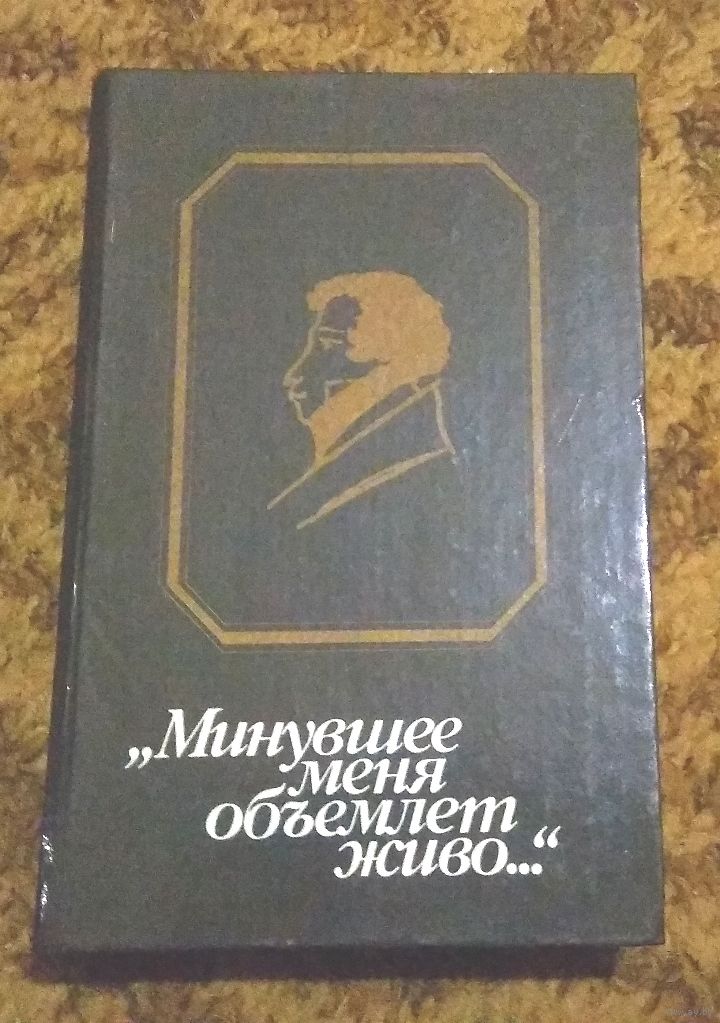 „Минувшее
меня
объемлет
живо...“